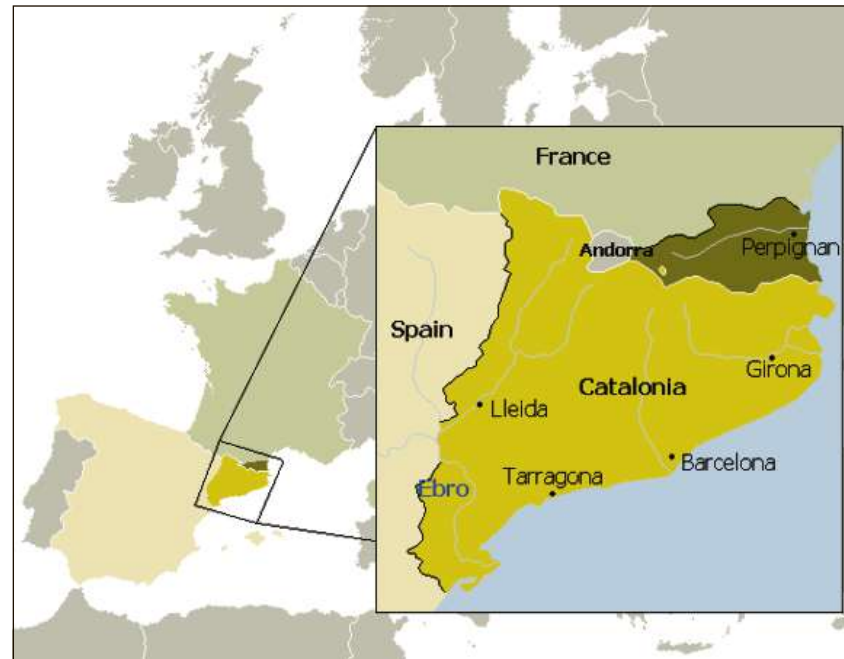 France
Andorra
Perpignan
Spain
Girona
Catalonia
Lleida
Barcelona
Ebro
Tarragona